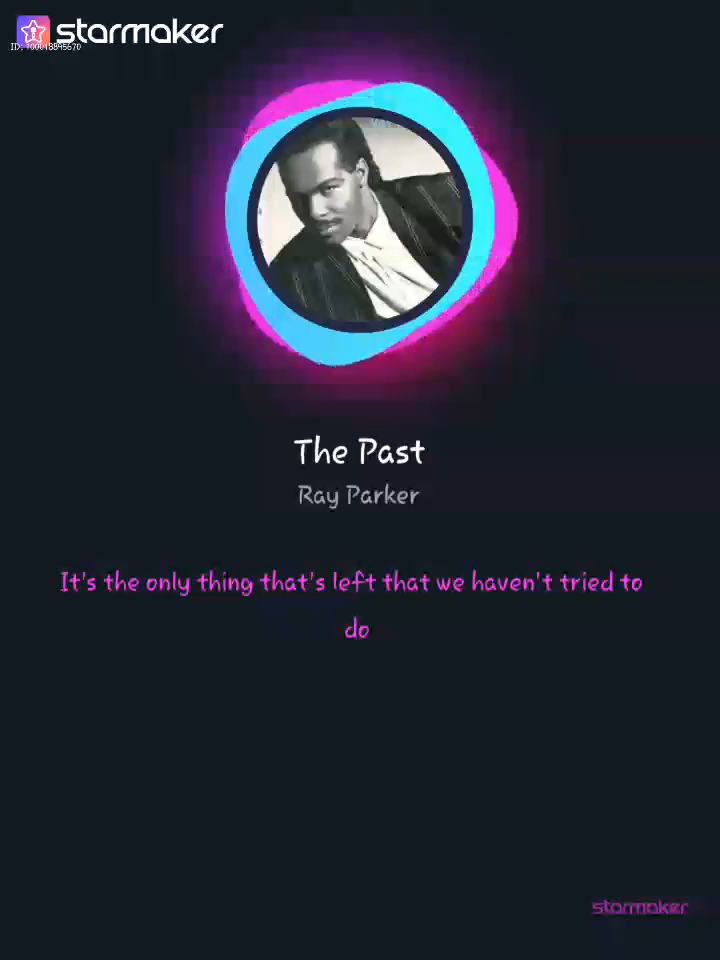 starmaker
The Past
Ray Parker
It's the only thing that's left that we haven't tried to
do
starmaker